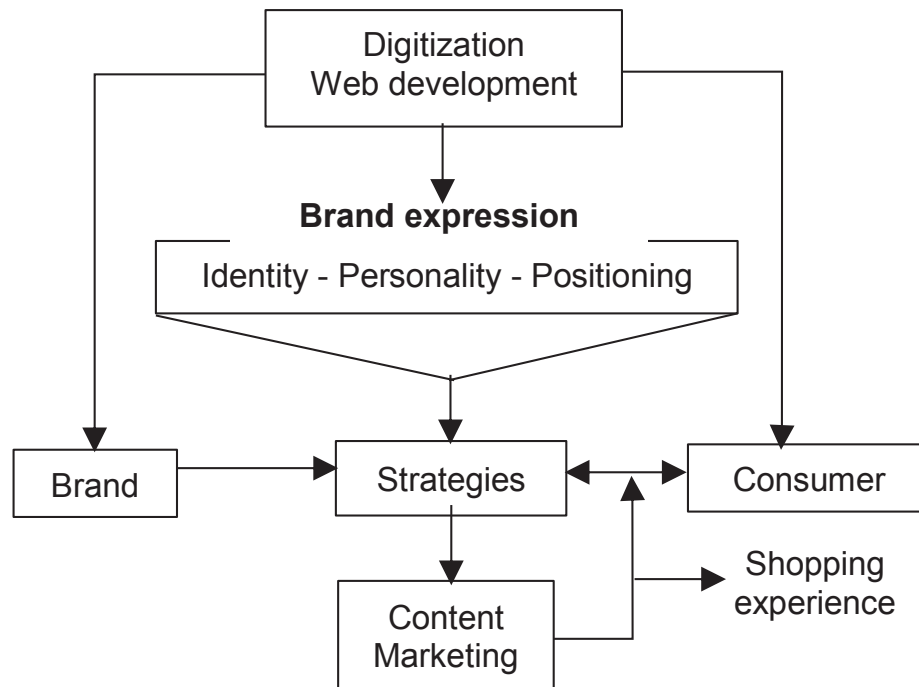 Digitization
Web development
Brand expression
Identity - Personality - Positioning
Brand
Strategies
Consumer
Shopping
experience
Content
Marketing